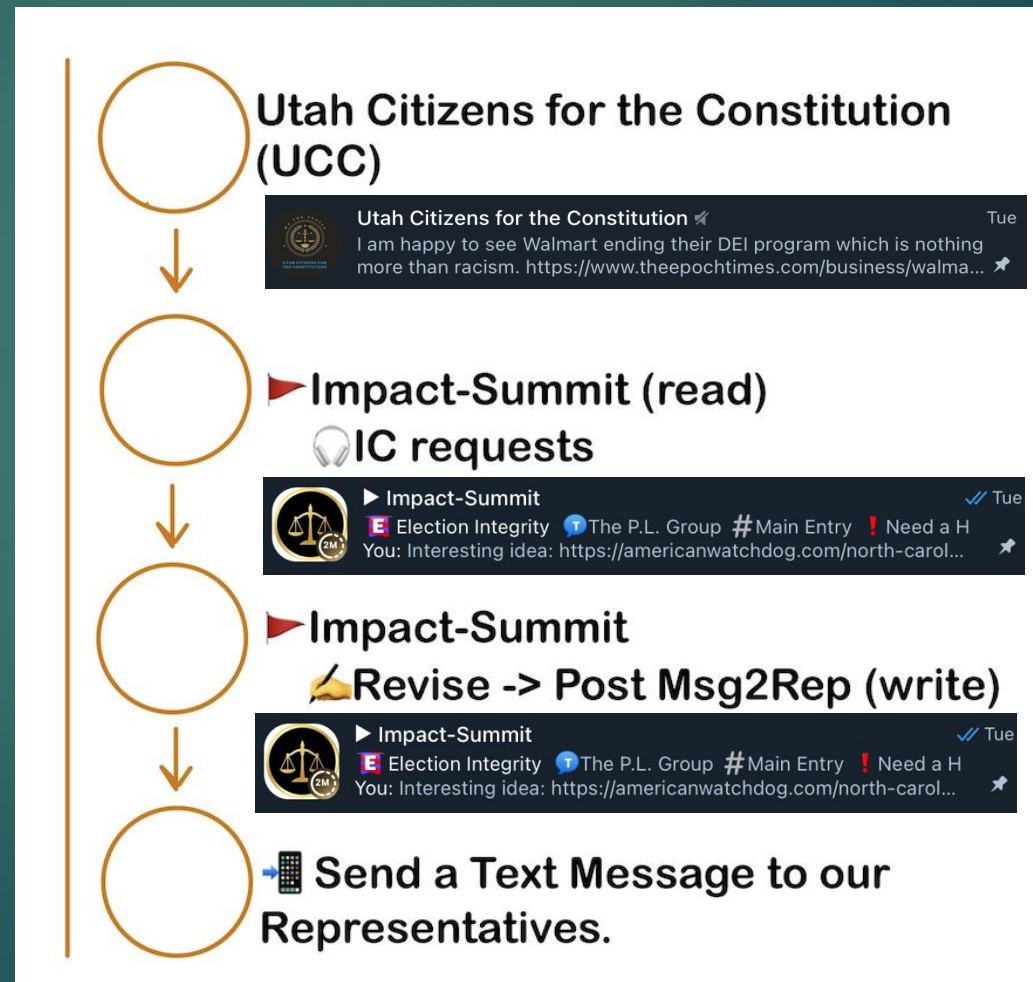 Utah Citizens for the Constitution
(UCC)
Utah Citizens for the Constitution
Tue
I am happy to see Walmart ending their DEI program which is nothing
more than racism. https://www.theepochtimes.com/business/walma...
🚩Impact-Summit (read)
🎧IC requests
▶ Impact-Summit
Tue
🅴 Election Integrity 🅣The P.L. Group #Main Entry ❗Need a H
You: Interesting idea: https://americanwatchdog.com/north-carol...
2M
🚩Impact-Summit
✍Revise -> Post Msg2Rep (write)
▶ Impact-Summit
Tue
🅴 Election Integrity 🅣The P.L. Group #Main Entry ❗Need a H
You: Interesting idea: https://americanwatchdog.com/north-carol...
2M
📲 Send a Text Message to our
Representatives.